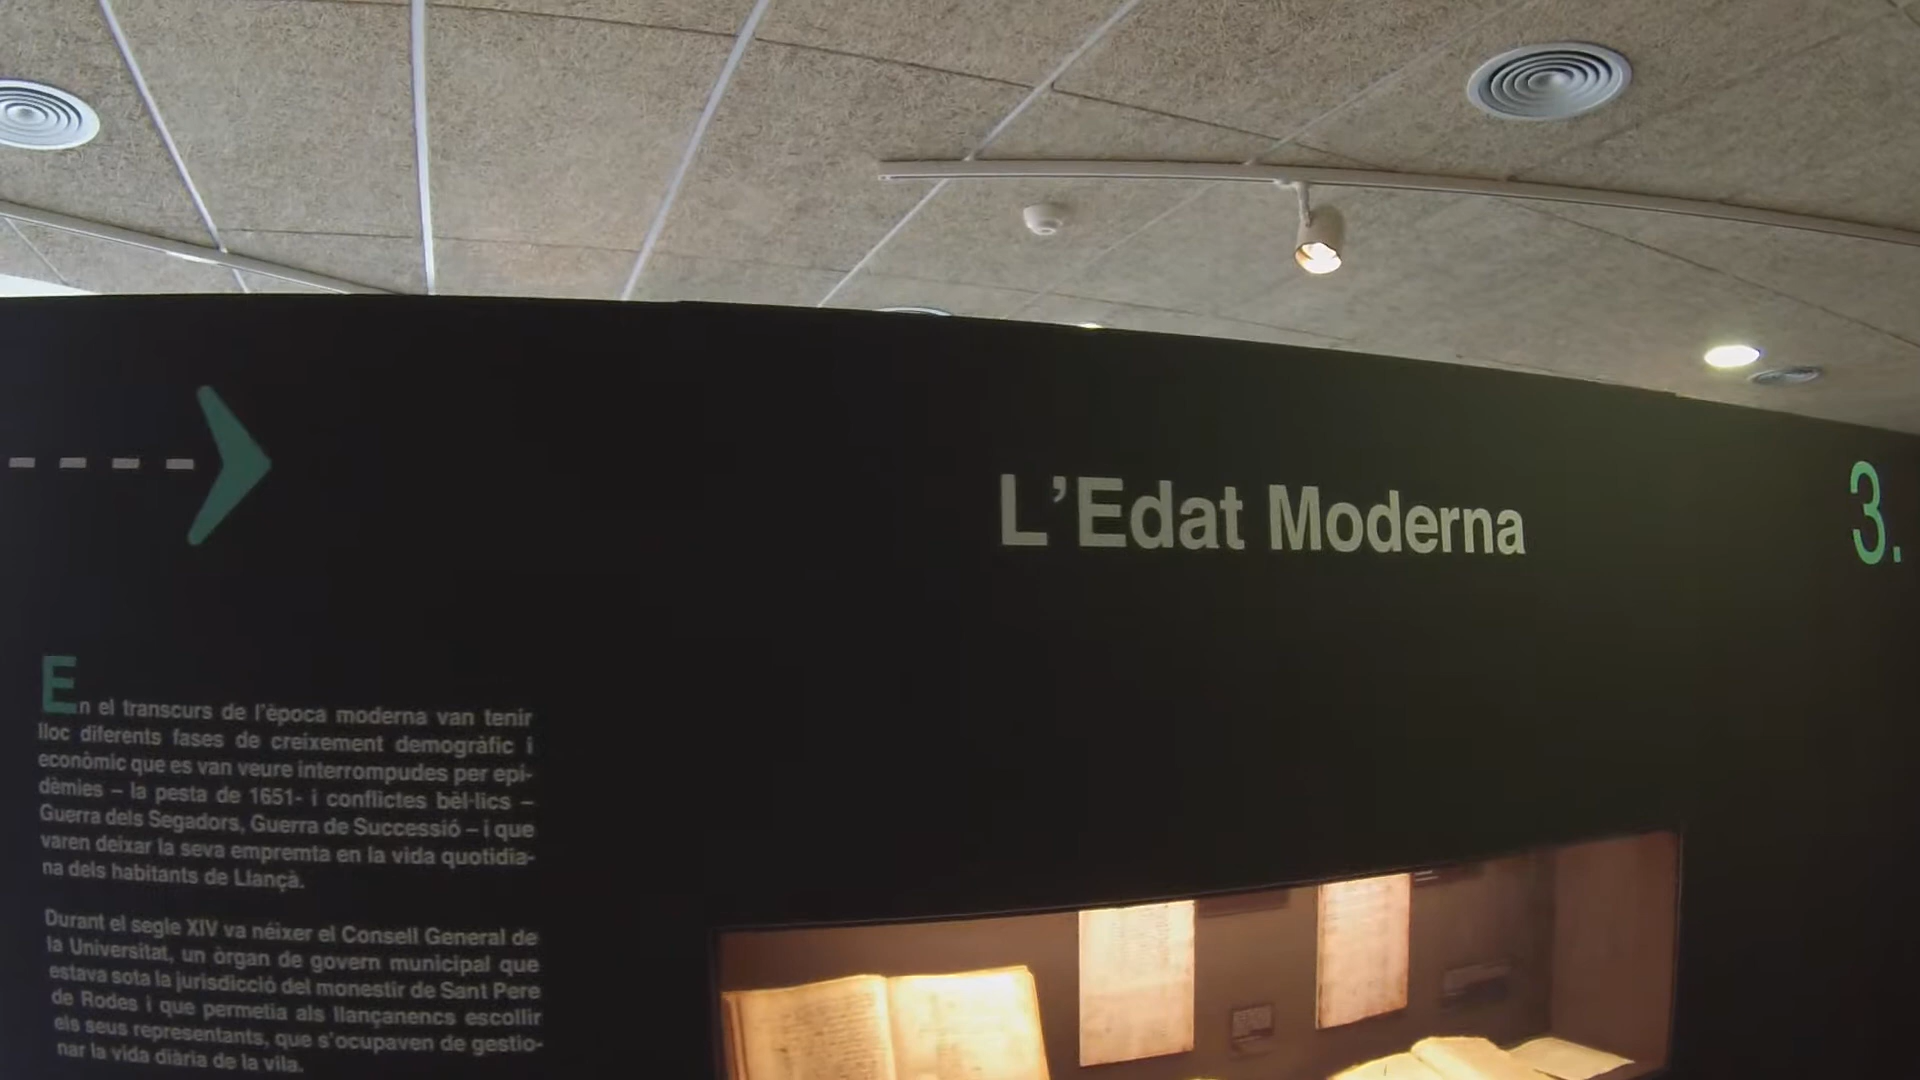 L’Edat Moderna
3.
En el transcurs de l’època moderna van tenir
lloc diferents fases de creixement demogràfic i
econòmic que es van veure interrompudes per epi-
dèmies – la pesta de 1651- i conflictes bèl·lics –
Guerra dels Segadors, Guerra de Successió – i que
varen deixar la seva empremta en la vida quotidia-
na dels habitants de Llançà.
Durant el segle XIV va néixer el Consell General de
la Universitat, un òrgan de govern municipal que
estava sota la jurisdicció del monestir de Sant Pere
de Rodes i que permetia als llançanencs escollir
els seus representants, que s’ocupaven de gestio-
nar la vida diària de la vila.